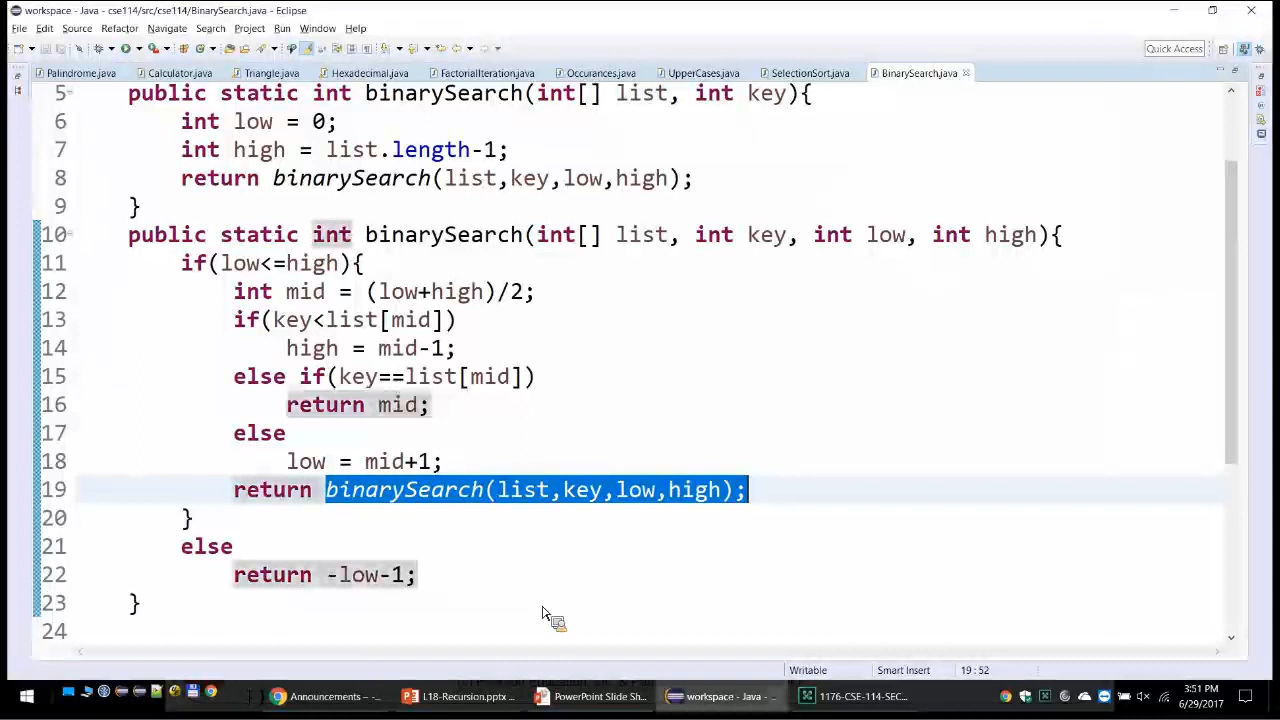 workspace - Java - cse114/src/cse114/BinarySearch.java - Eclipse
File Edit Source Refactor Navigate Search Project Run Window Help
Quick Access
Palindrome.java Calculator.java Triangle.java Hexadecimal.java FactorialIteration.java Occurances.java UpperCases.java SelectionSort.java BinarySearch.java
5 public static int binarySearch(int[] list, int key){
6 int low = 0;
7 int high = list.length-1;
8 return binarySearch(list,key,low,high);
9 }
10 public static int binarySearch(int[] list, int key, int low, int high){
11 if(low<=high){
12 int mid = (low+high)/2;
13 if(key<list[mid])
14 high = mid-1;
15 else if(key==list[mid])
16 return mid;
17 else
18 low = mid+1;
19 return binarySearch(list,key,low,high);
20 }
21 else
22 return -low-1;
23 }
24
Writable Smart Insert 19 : 52
Announcements - ... L18-Recursion.pptx ... PowerPoint Slide Sh... workspace - Java - ... 1176-CSE-114-SEC... 3:51 PM
6/29/2017